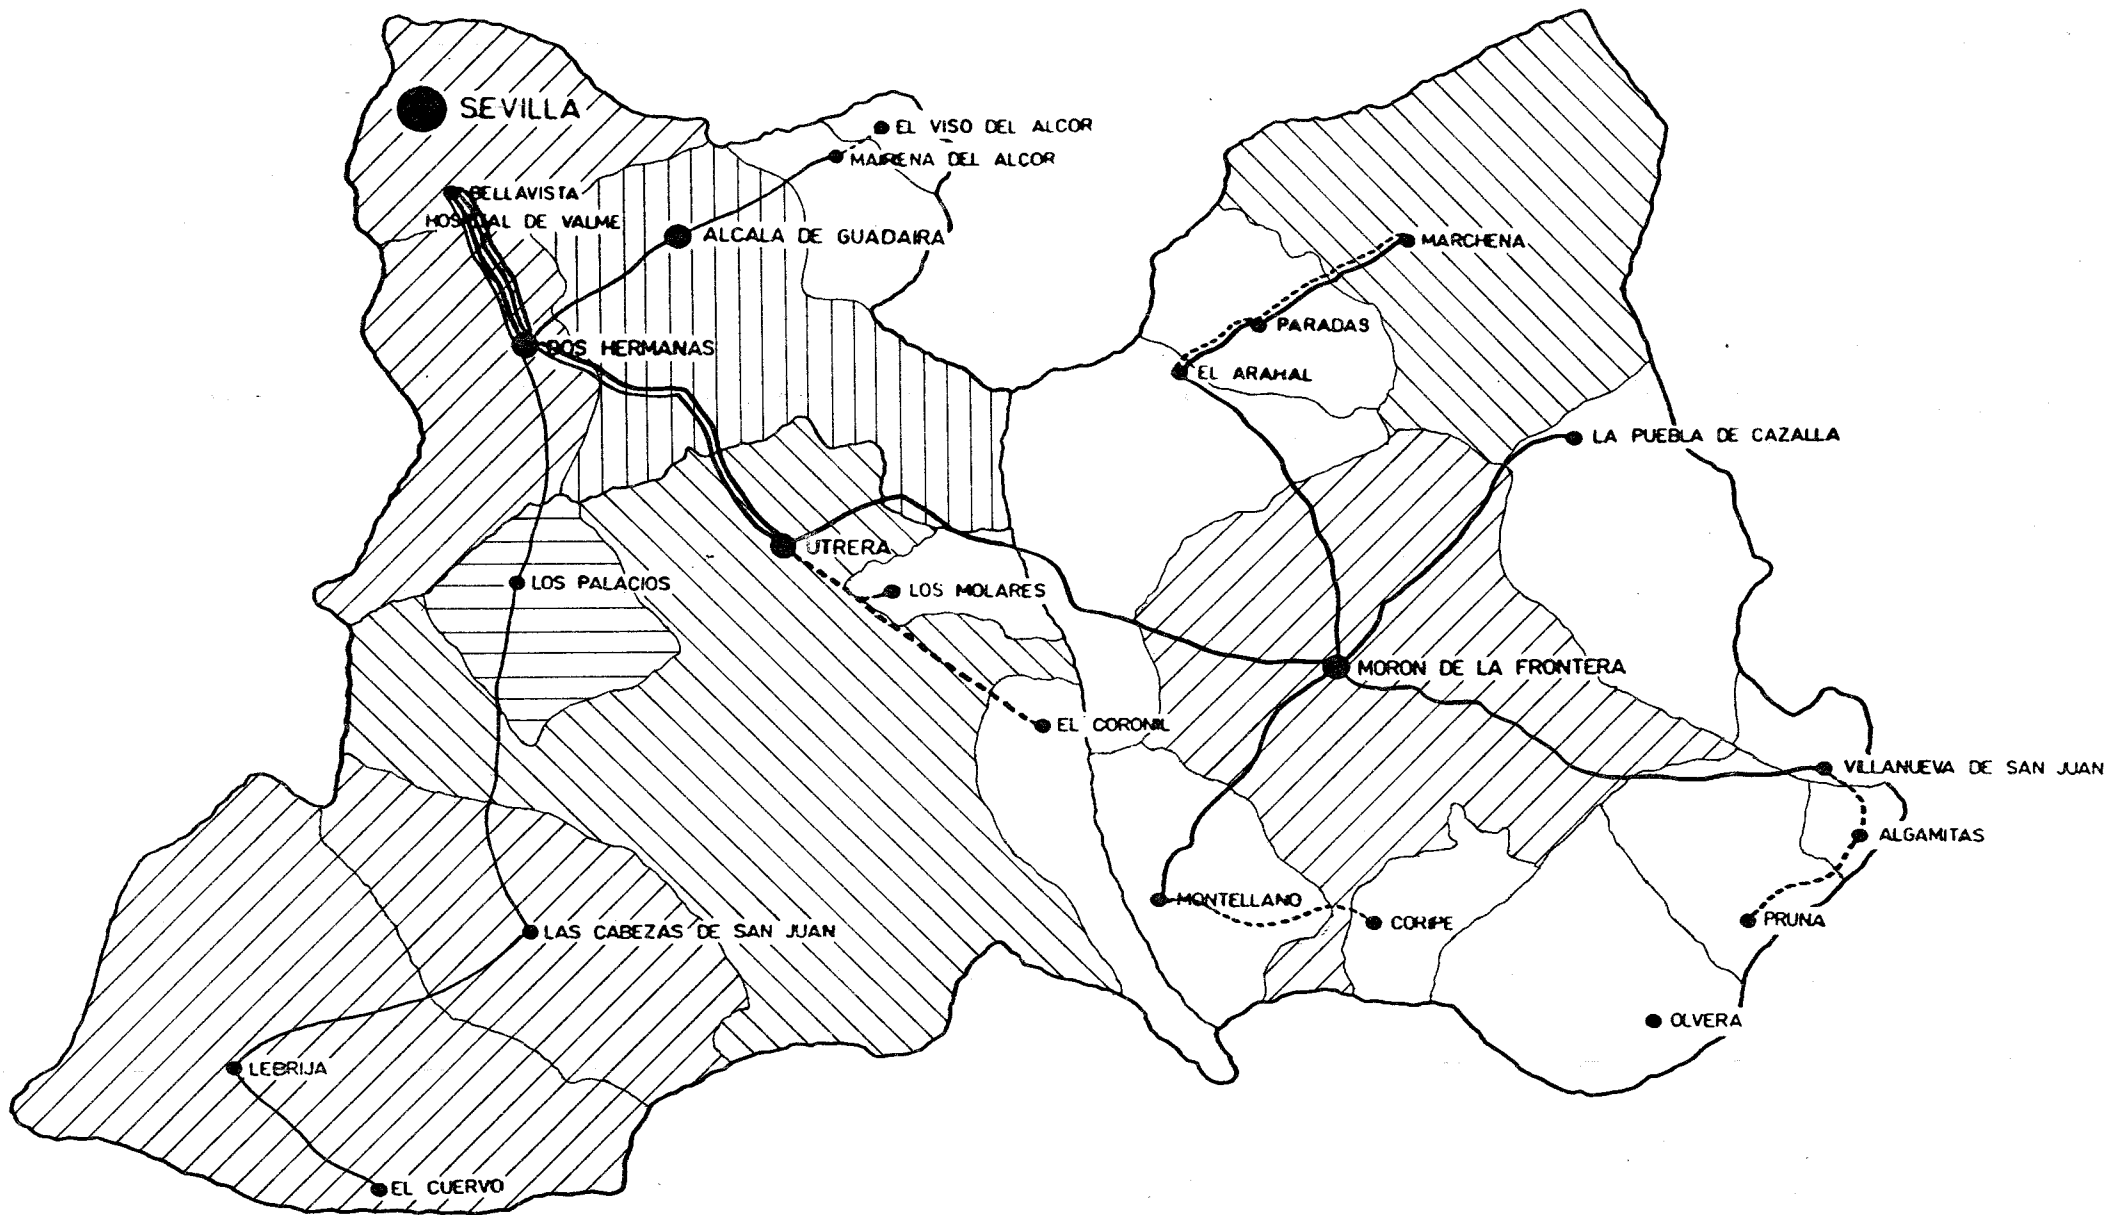 SEVILLA
EL VISO DEL ALCOR
MAIRENA DEL ALCOR
BELLAVISTA
HOSPITAL DE VALME
ALCALA DE GUADAIRA
MARCHENA
DOS HERMANAS
PARADAS
EL ARAHAL
LA PUEBLA DE CAZALLA
UTRERA
LOS PALACIOS
LOS MOLARES
MORON DE LA FRONTERA
EL CORONIL
VILLANUEVA DE SAN JUAN
ALGAMITAS
MONTELLANO
CORIPE
PRUNA
LAS CABEZAS DE SAN JUAN
OLVERA
LEBRIJA
EL CUERVO